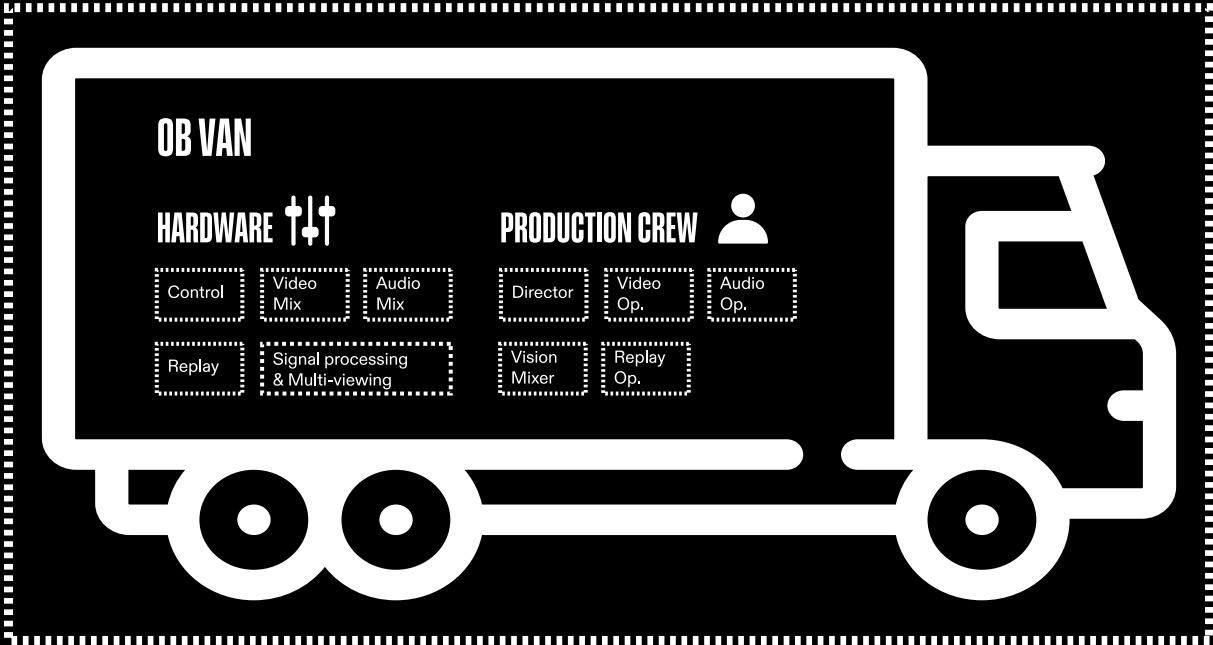 OB VAN
HARDWARE
Control
Video
Mix
Audio
Mix
Replay
Signal processing
& Multi-viewing
PRODUCTION CREW
Director
Video
Op.
Audio
Op.
Vision
Mixer
Replay
Op.